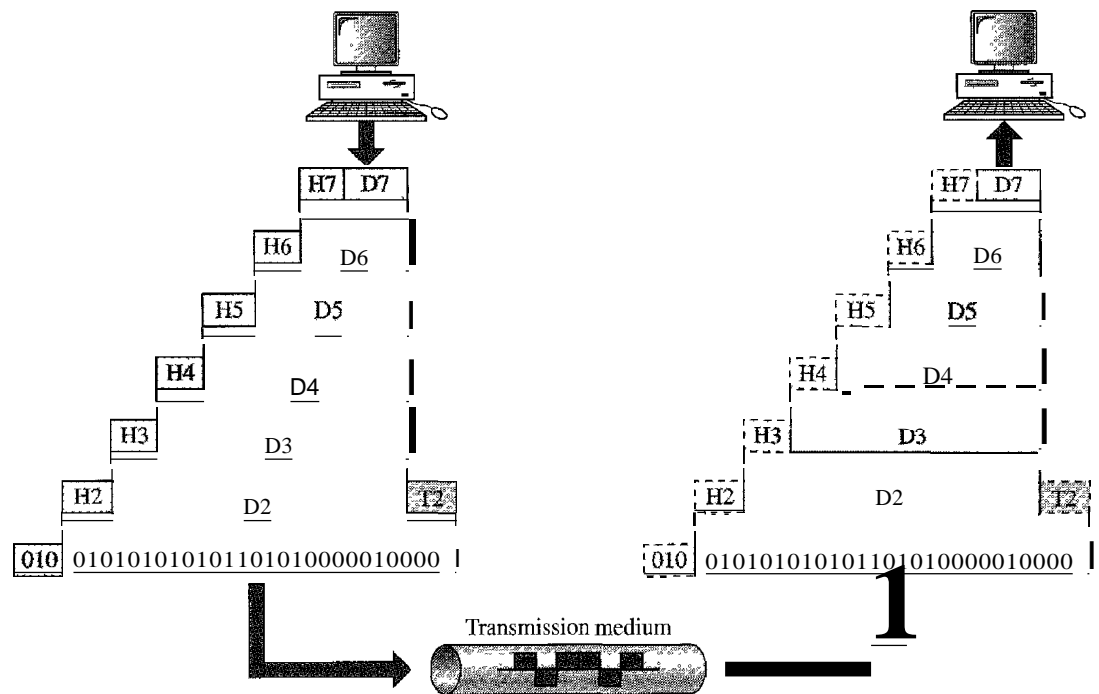 H7 D7 H7 D7
H6 D6 H6 D6
H5 D5 H5 D5
H4 D4 H4 D4
H3 D3 H3 D3
H2 D2 T2 H2 D2 T2
010 010101010101101010000010000 010 010101010101101010000010000
1
Transmission medium